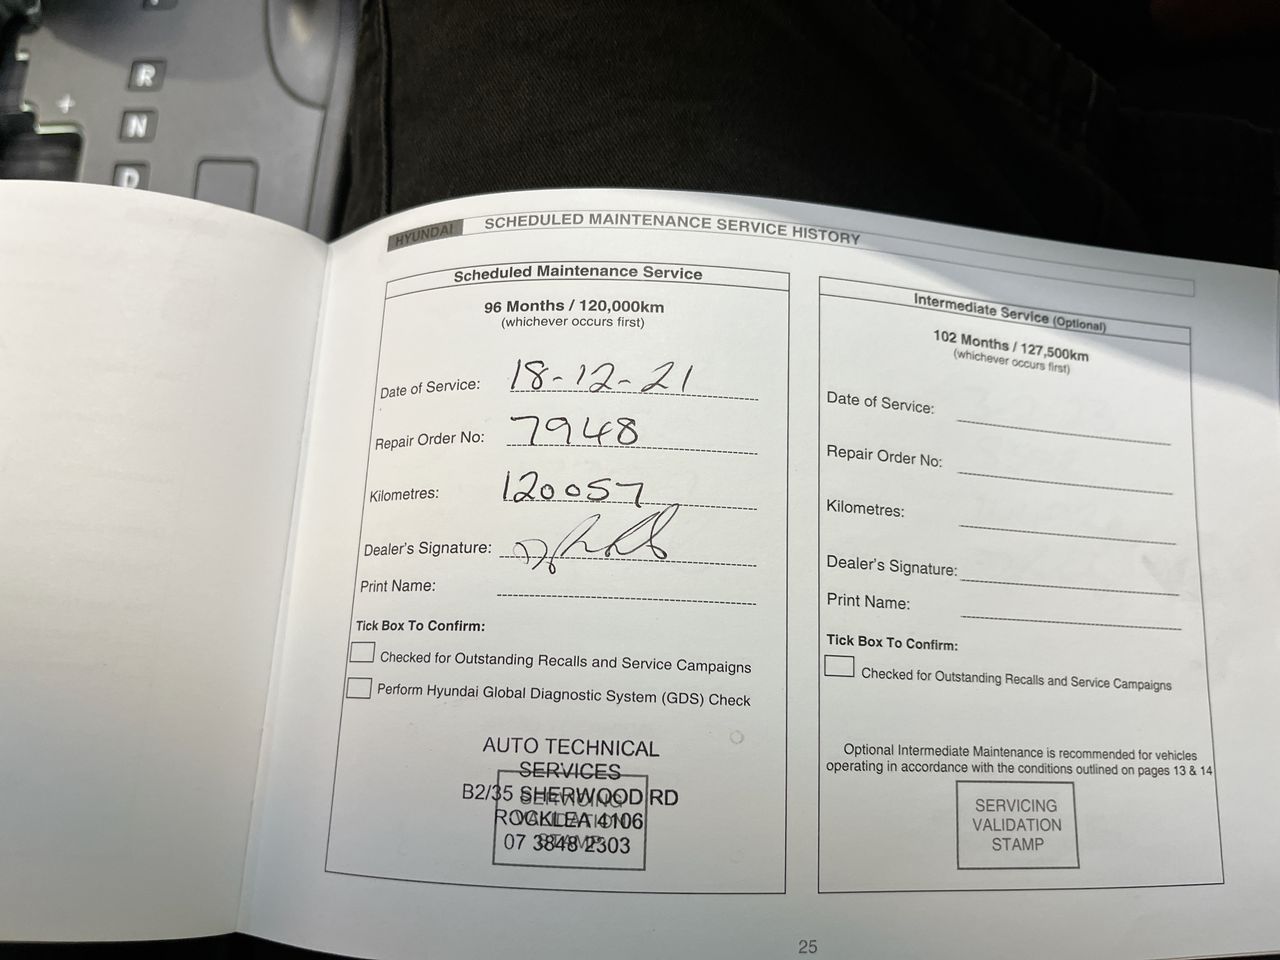 R
+
N
D
HYUNDAI
SCHEDULED MAINTENANCE SERVICE HISTORY
Scheduled Maintenance Service
96 Months / 120,000km
(whichever occurs first)
Date of Service: 18-12-21
Repair Order No: 7948
Kilometres: 120057
Dealer's Signature:
Print Name:
Tick Box To Confirm:
Checked for Outstanding Recalls and Service Campaigns
Perform Hyundai Global Diagnostic System (GDS) Check
AUTO TECHNICAL
SERVICES
B2/35 SHERWOOD RD
ROCKLEA 4106
07 3848 2303
SERVICING
VALIDATION
STAMP
Intermediate Service (Optional)
102 Months / 127,500km
(whichever occurs first)
Date of Service:
Repair Order No:
Kilometres:
Dealer's Signature:
Print Name:
Tick Box To Confirm:
Checked for Outstanding Recalls and Service Campaigns
Optional Intermediate Maintenance is recommended for vehicles
operating in accordance with the conditions outlined on pages 13 & 14
SERVICING
VALIDATION
STAMP
25